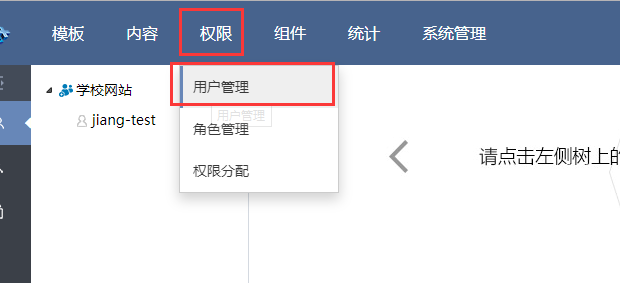 模板 内容 权限 组件 统计 系统管理
学校网站
jiang-test
用户管理
用户管理
角色管理
权限分配
请点击左侧树上的